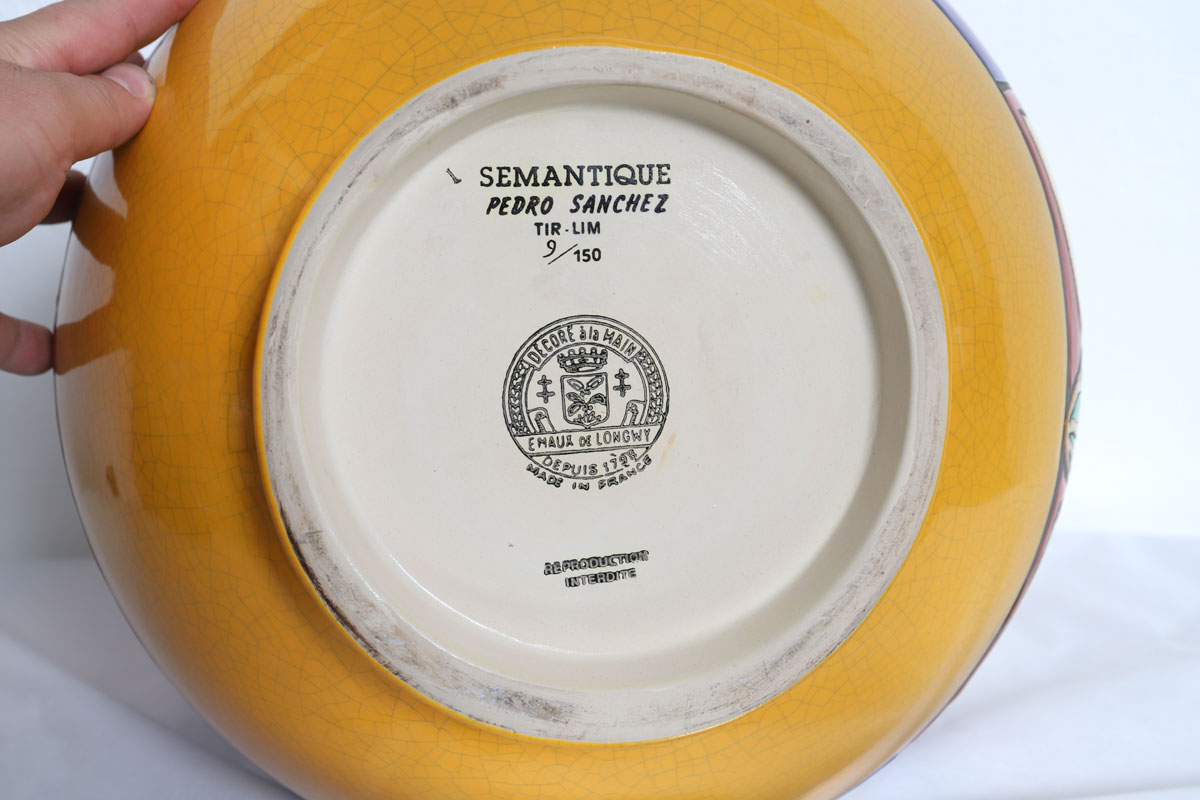 SEMANTIQUE
PEDRO SANCHEZ
TIR-LIM
9/150
DÉCORÉ à la MAIN
EMAUX DE LONGWY
DEPUIS 1798
MADE IN FRANCE
REPRODUCTION
INTERDITE